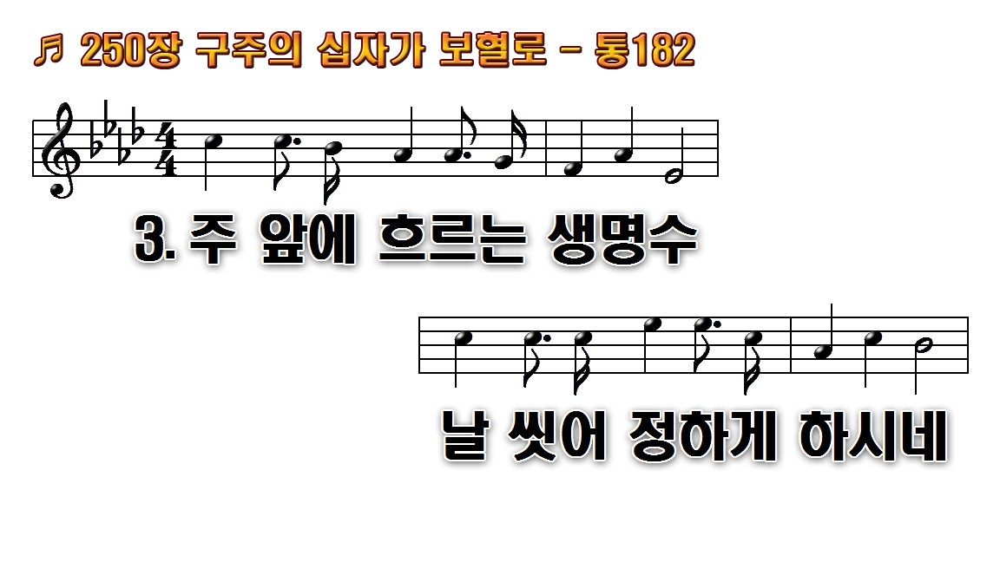 ♬ 250장 구주의 십자가 보혈로 - 통182
3. 주 앞에 흐르는 생명수
날 씻어 정하게 하시네